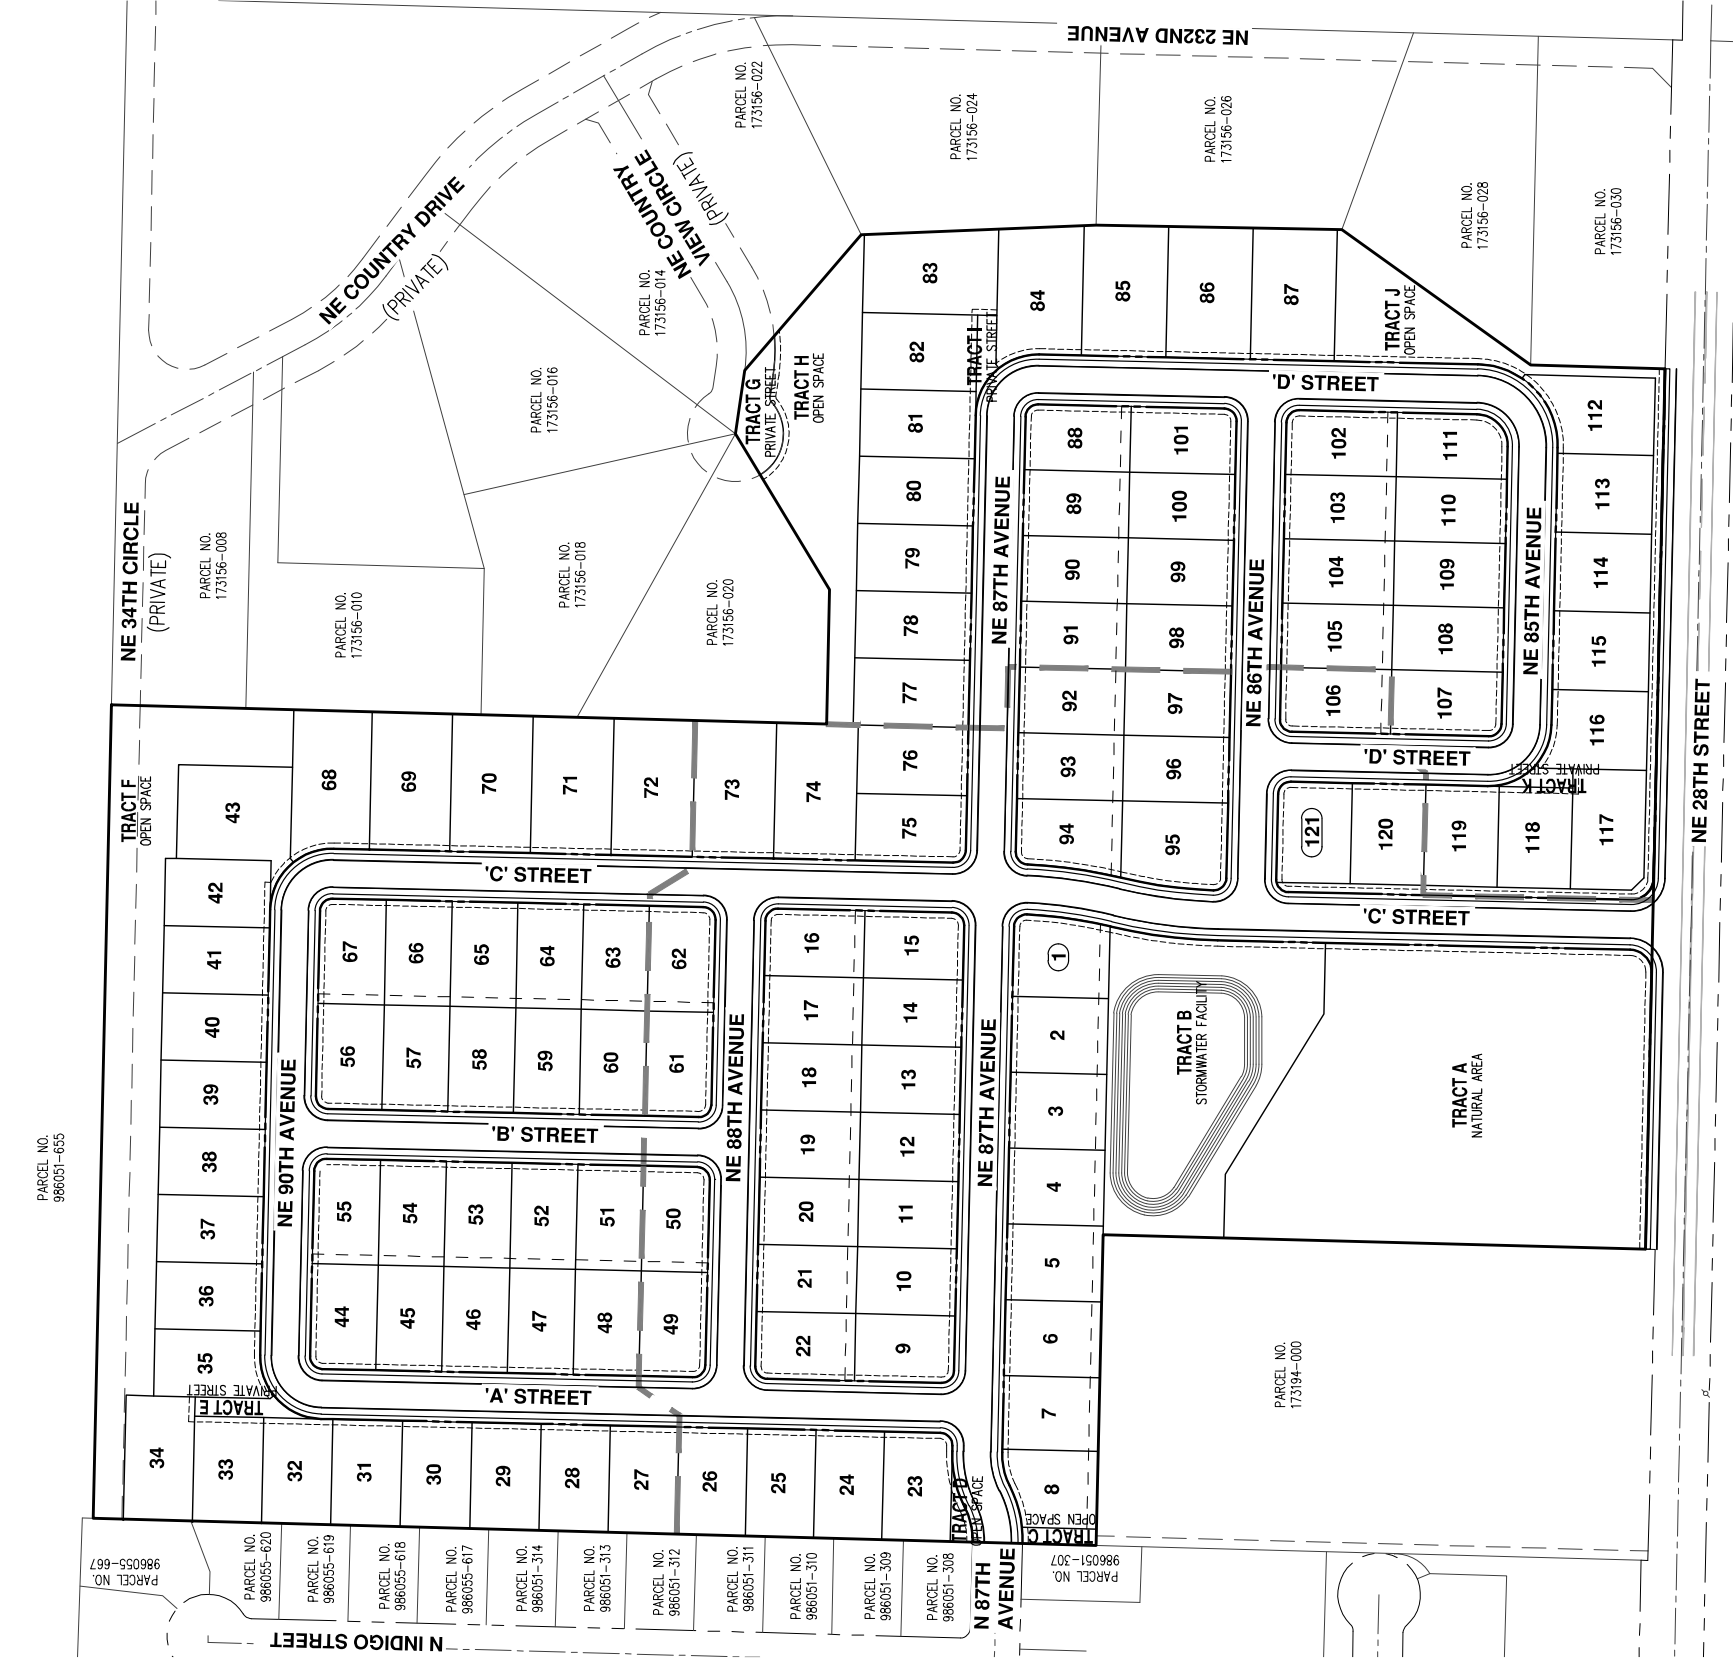 NE 232ND AVENUE
PARCEL NO.
173156-022
PARCEL NO.
173156-024
PARCEL NO.
173156-026
PARCEL NO.
173156-028
PARCEL NO.
173156-030
NE COUNTRY DRIVE
(PRIVATE)
NE COUNTRY
VIEW CIRCLE
(PRIVATE)
PARCEL NO.
173156-014
PARCEL NO.
173156-016
PARCEL NO.
173156-018
PARCEL NO.
173156-020
NE 34TH CIRCLE
(PRIVATE)
PARCEL NO.
173156-008
PARCEL NO.
173156-010
TRACT G
PRIVATE STREET
TRACT H
OPEN SPACE
TRACT I
PRIVATE STREET
TRACT J
OPEN SPACE
83
84
85
86
87
82
81
80
79
78
77
76
75
'D' STREET
NE 87TH AVENUE
88
101
89
100
90
99
91
98
92
97
93
96
94
95
NE 86TH AVENUE
102
111
103
110
104
109
105
108
106
107
NE 85TH AVENUE
112
113
114
115
116
'D' STREET
TRACT K
PRIVATE STREET
121
120
119
118
117
NE 28TH STREET
'C' STREET
TRACT F
OPEN SPACE
43
68
69
70
71
72
73
74
'C' STREET
42
41
40
39
38
37
36
35
NE 90TH AVENUE
67
66
65
64
63
62
56
57
58
59
60
61
'B' STREET
55
54
53
52
51
50
44
45
46
47
48
49
'A' STREET
NE 88TH AVENUE
16
15
17
14
18
13
19
12
20
11
21
10
22
9
NE 87TH AVENUE
1
2
3
4
5
6
7
8
TRACT B
STORMWATER FACILITY
TRACT A
NATURAL AREA
PARCEL NO.
986051-655
PARCEL NO.
173194-000
TRACT E
PRIVATE STREET
34
33
32
31
30
29
28
27
26
25
24
23
TRACT D
OPEN SPACE
TRACT C
OPEN SPACE
PARCEL NO.
986055-667
PARCEL NO.
986055-620
PARCEL NO.
986055-619
PARCEL NO.
986055-618
PARCEL NO.
986055-617
PARCEL NO.
986051-314
PARCEL NO.
986051-313
PARCEL NO.
986051-312
PARCEL NO.
986051-311
PARCEL NO.
986051-310
PARCEL NO.
986051-309
PARCEL NO.
986051-308
N 87TH
AVENUE
PARCEL NO.
986051-307
N INDIGO STREET